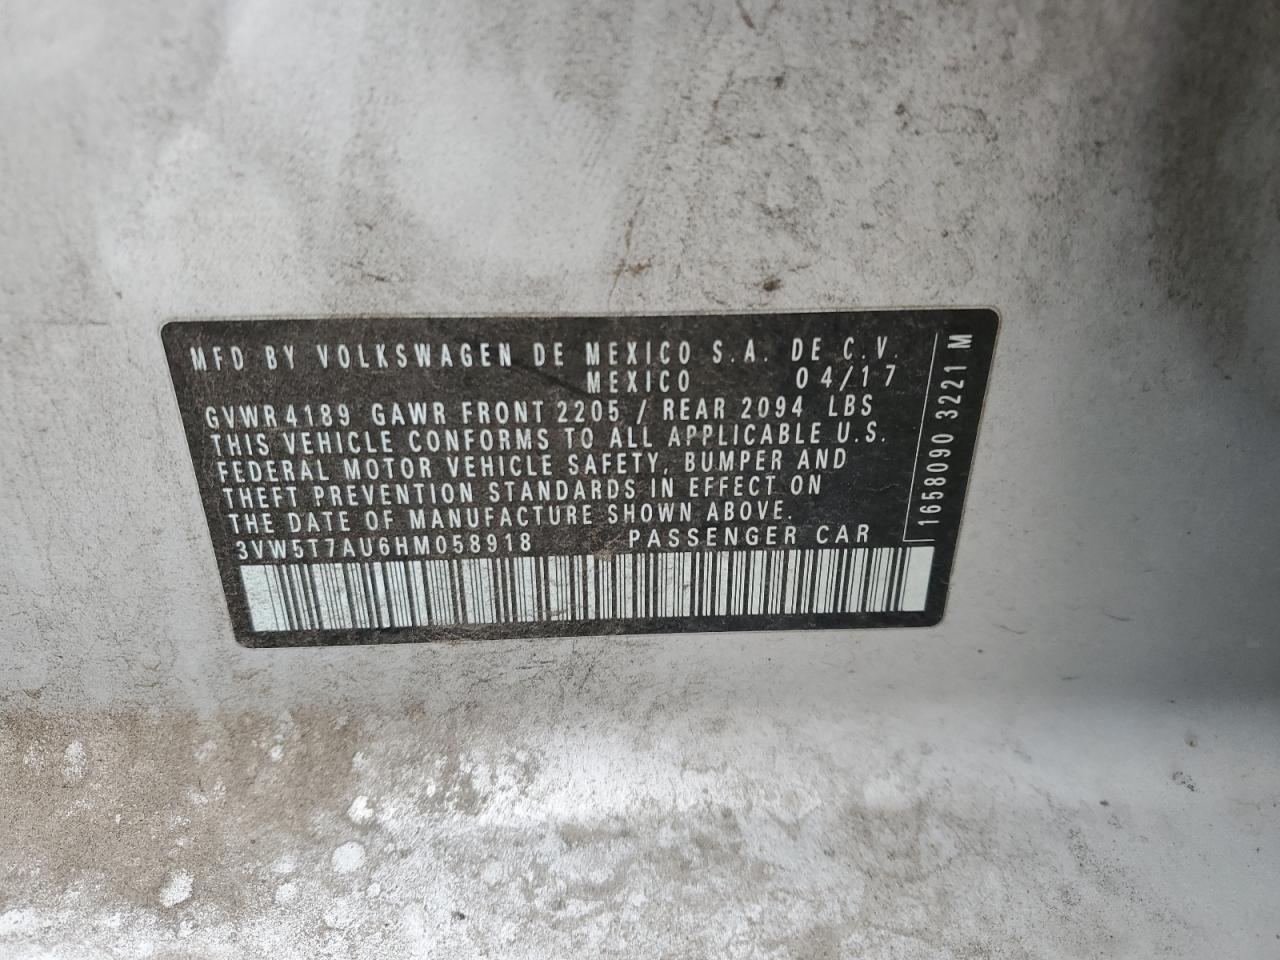 MFD BY VOLKSWAGEN DE MEXICO S.A. DE C.V.
MEXICO 04/17
GVWR 4189 GAWR FRONT 2205 / REAR 2094 LBS
THIS VEHICLE CONFORMS TO ALL APPLICABLE U.S.
FEDERAL MOTOR VEHICLE SAFETY, BUMPER AND
THEFT PREVENTION STANDARDS IN EFFECT ON
THE DATE OF MANUFACTURE SHOWN ABOVE.
3VW5T7AU6HM058918 PASSENGER CAR
1658090 3221 M